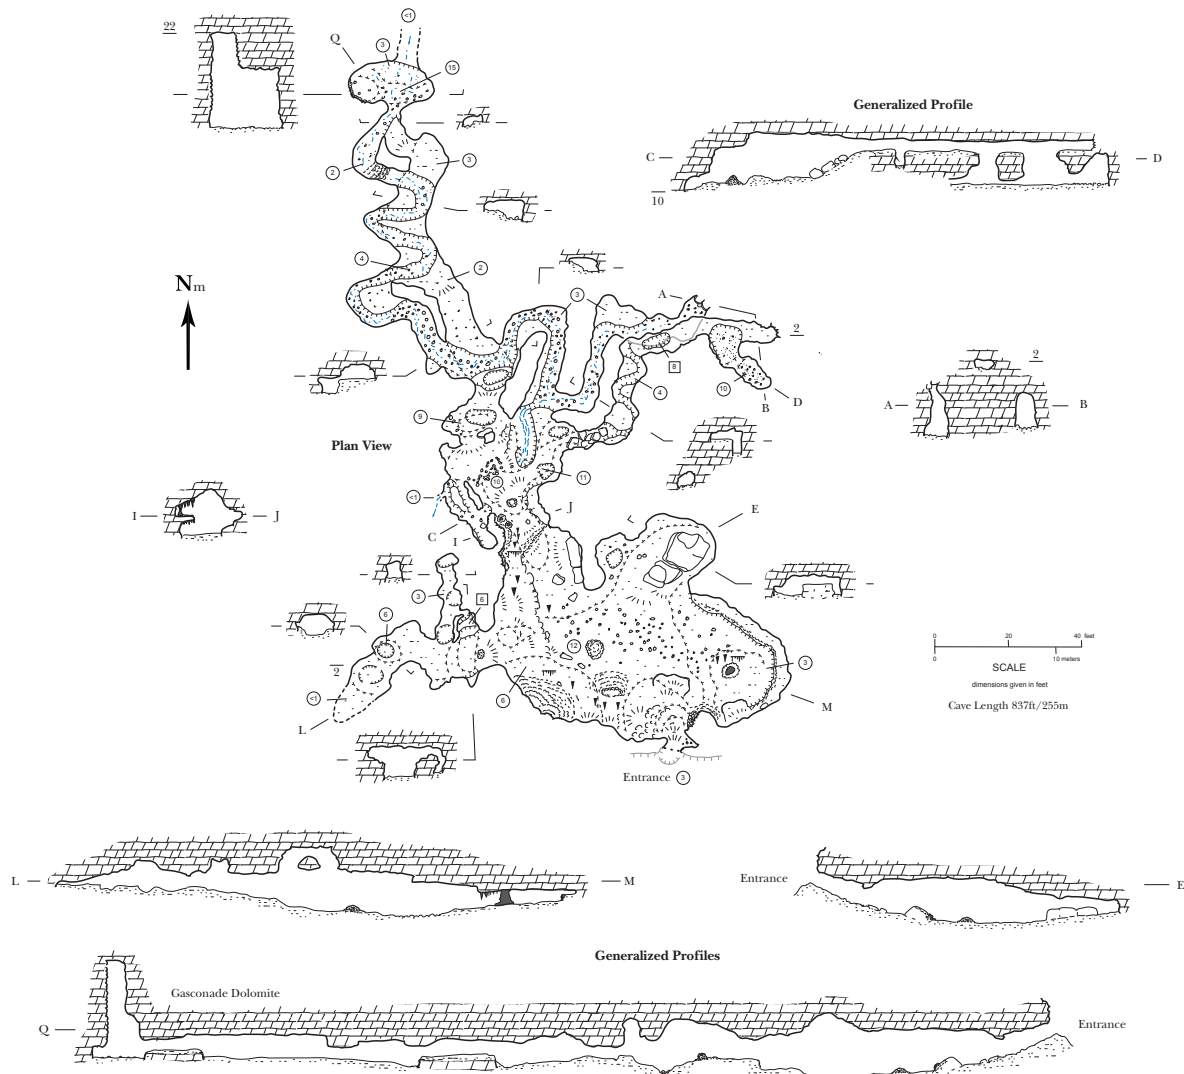 <1
22
3
Q
15
Generalized Profile
3
C
D
2
10
4
2
Nm
3
A
2
8
2
4
10
A
B
B
D
9
Plan View
11
10
<1
J
E
I
J
C
I
3
6
6
0
20
40 feet
0
10 meters
SCALE
12
3
2
dimensions given in feet
<1
6
M
Cave Length 837ft/255m
L
Entrance
3
L
M
Entrance
E
Generalized Profiles
Gasconade Dolomite
Q
Entrance